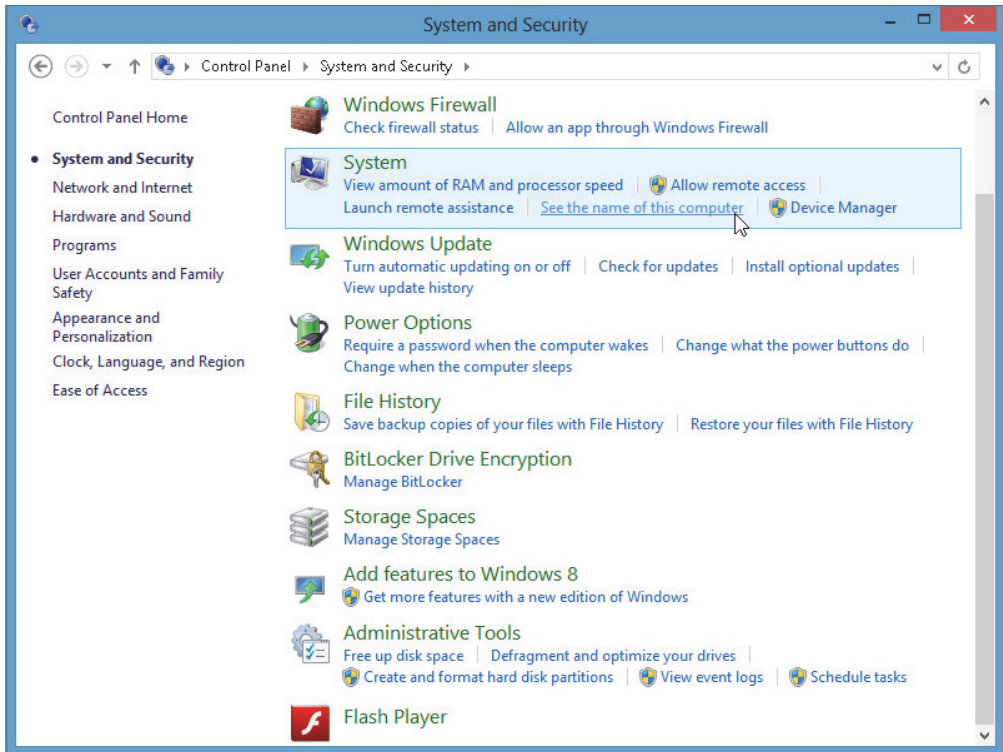 System and Security
Control Panel System and Security
Control Panel Home
System and Security
Network and Internet
Hardware and Sound
Programs
User Accounts and Family
Safety
Appearance and
Personalization
Clock, Language, and Region
Ease of Access
Windows Firewall
Check firewall status Allow an app through Windows Firewall
System
View amount of RAM and processor speed Allow remote access
Launch remote assistance See the name of this computer Device Manager
Windows Update
Turn automatic updating on or off Check for updates Install optional updates
View update history
Power Options
Require a password when the computer wakes Change what the power buttons do
Change when the computer sleeps
File History
Save backup copies of your files with File History Restore your files with File History
BitLocker Drive Encryption
Manage BitLocker
Storage Spaces
Manage Storage Spaces
Add features to Windows 8
Get more features with a new edition of Windows
Administrative Tools
Free up disk space Defragment and optimize your drives
Create and format hard disk partitions View event logs Schedule tasks
Flash Player